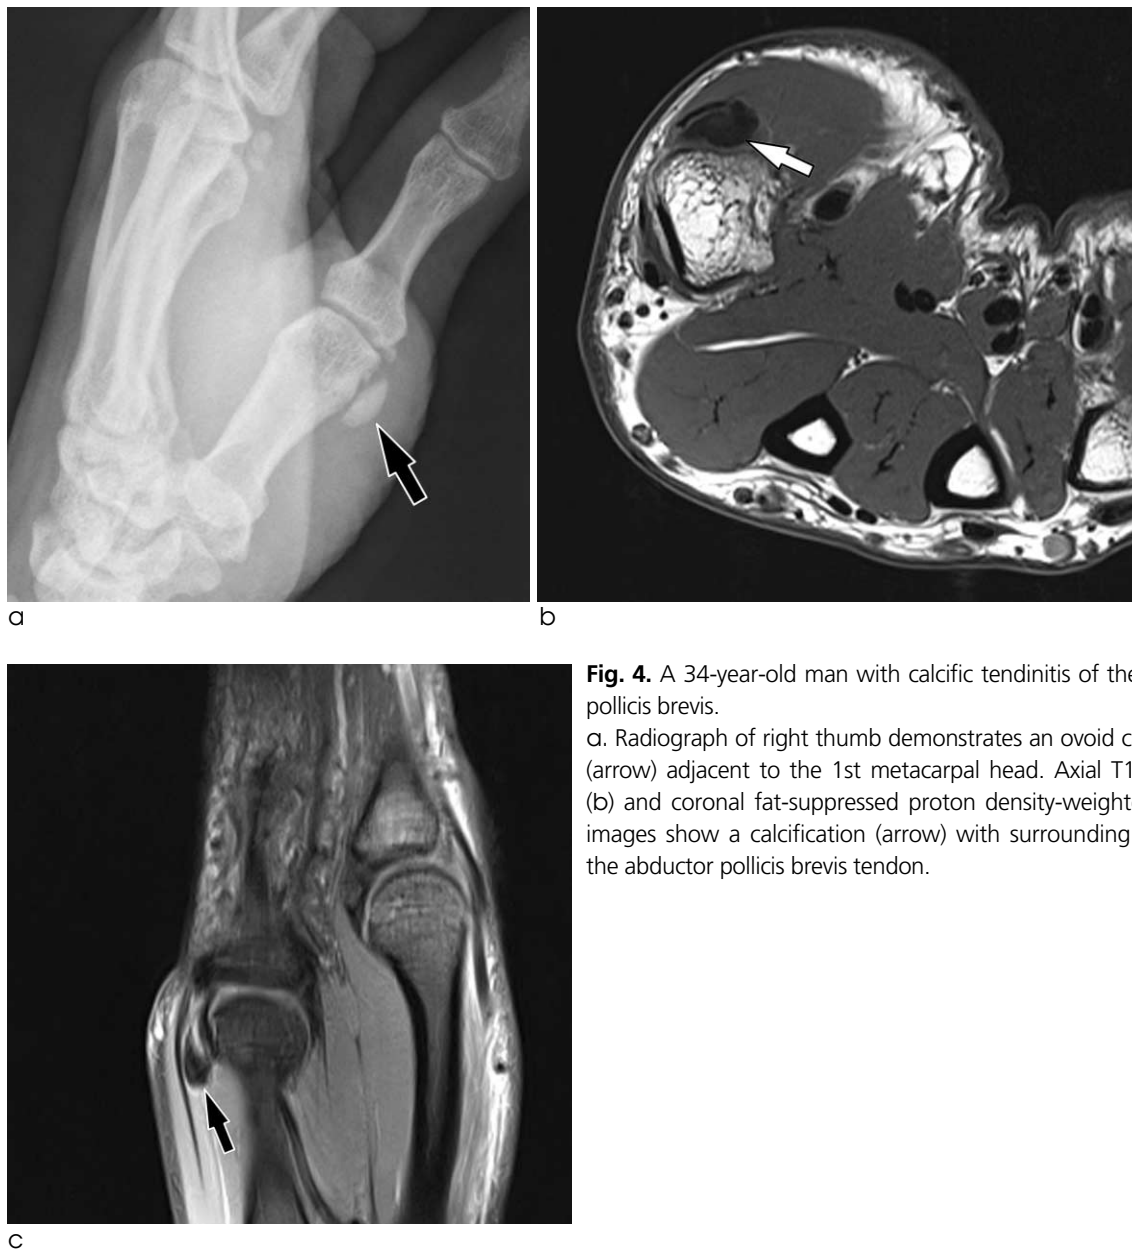 a
b
Fig. 4. A 34-year-old man with calcific tendinitis of the
pollicis brevis.
a. Radiograph of right thumb demonstrates an ovoid c
(arrow) adjacent to the 1st metacarpal head. Axial T1
(b) and coronal fat-suppressed proton density-weight
images show a calcification (arrow) with surrounding
the abductor pollicis brevis tendon.
c